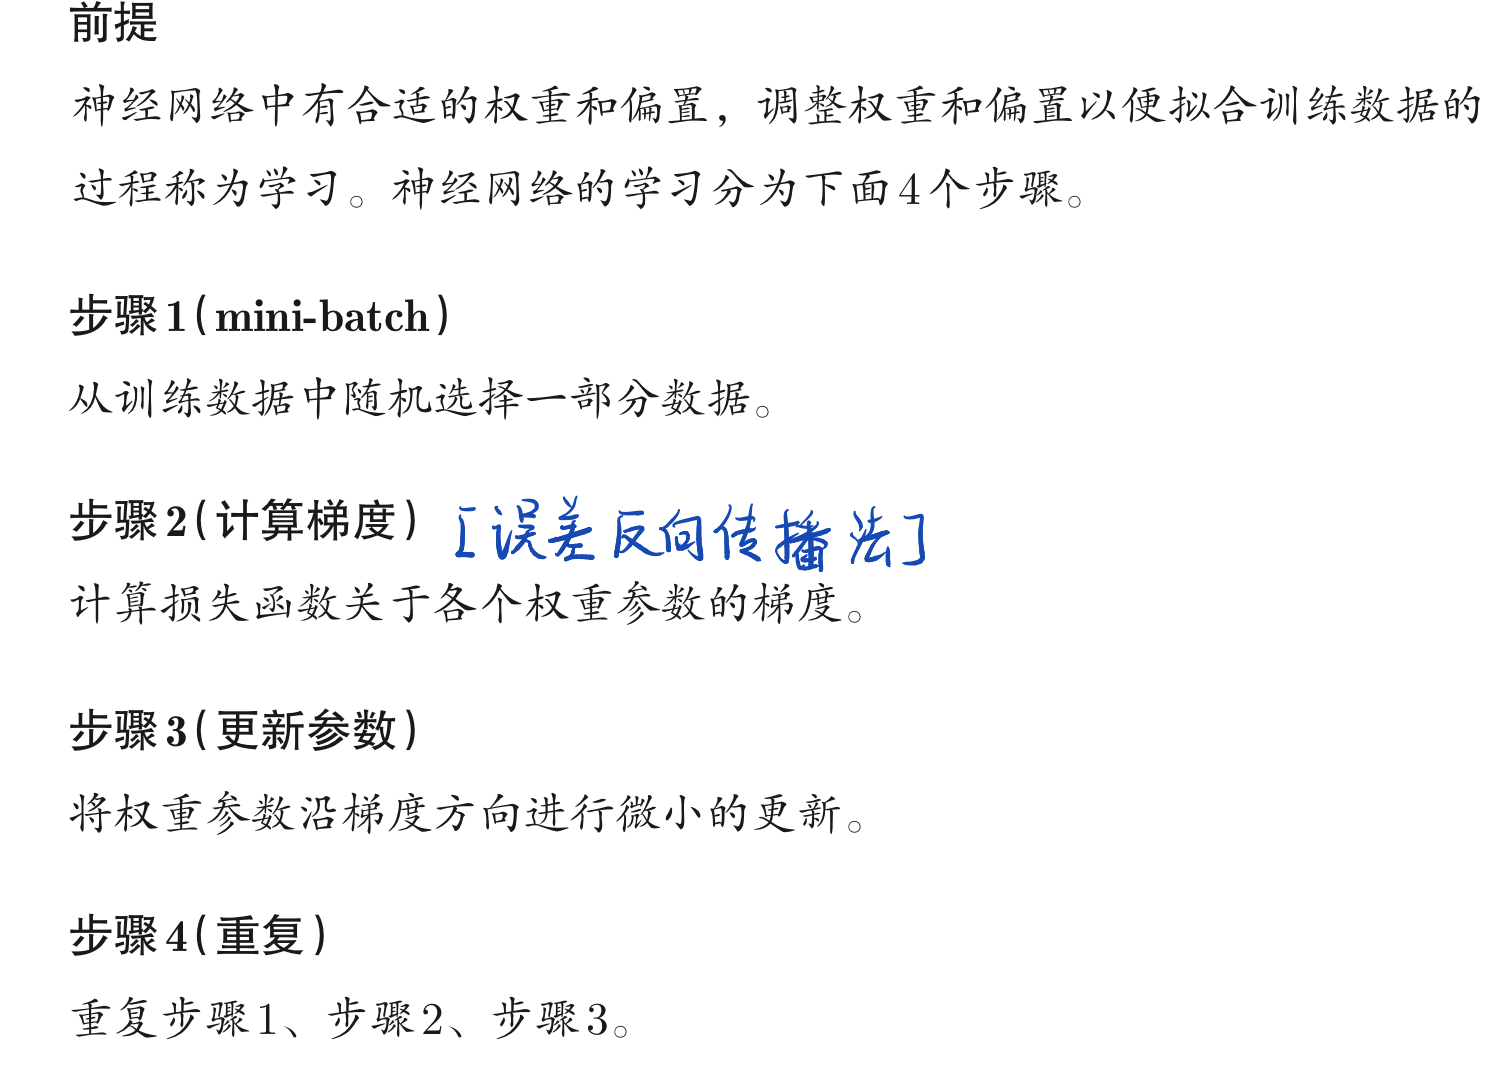 前提
神经网络中有合适的权重和偏置，调整权重和偏置以便拟合训练数据的
过程称为学习。神经网络的学习分为下面4个步骤。
步骤1(mini-batch)
从训练数据中随机选择一部分数据。
步骤2(计算梯度) [误差反向传播法]
计算损失函数关于各个权重参数的梯度。
步骤3(更新参数)
将权重参数沿梯度方向进行微小的更新。
步骤4(重复)
重复步骤1、步骤2、步骤3。